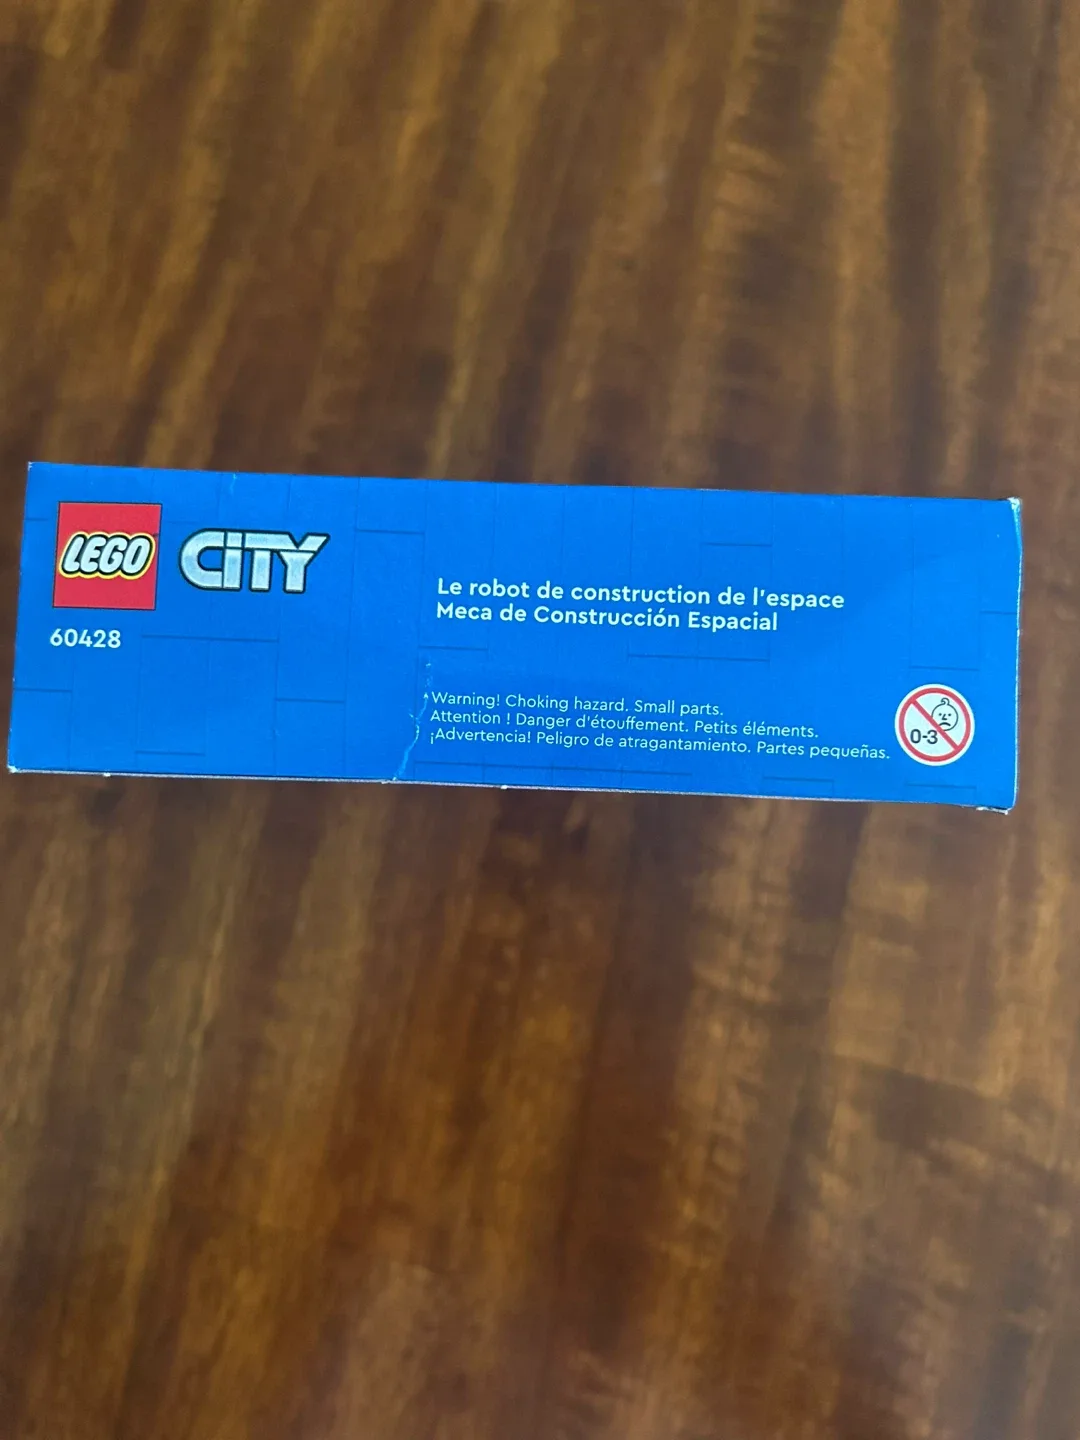 LEGO CITY
60428
Le robot de construction de l'espace
Meca de Construcción Espacial
Warning! Choking hazard. Small parts.
Attention ! Danger d'étouffement. Petits éléments.
¡Advertencia! Peligro de atragantamiento. Partes pequeñas.
0-3